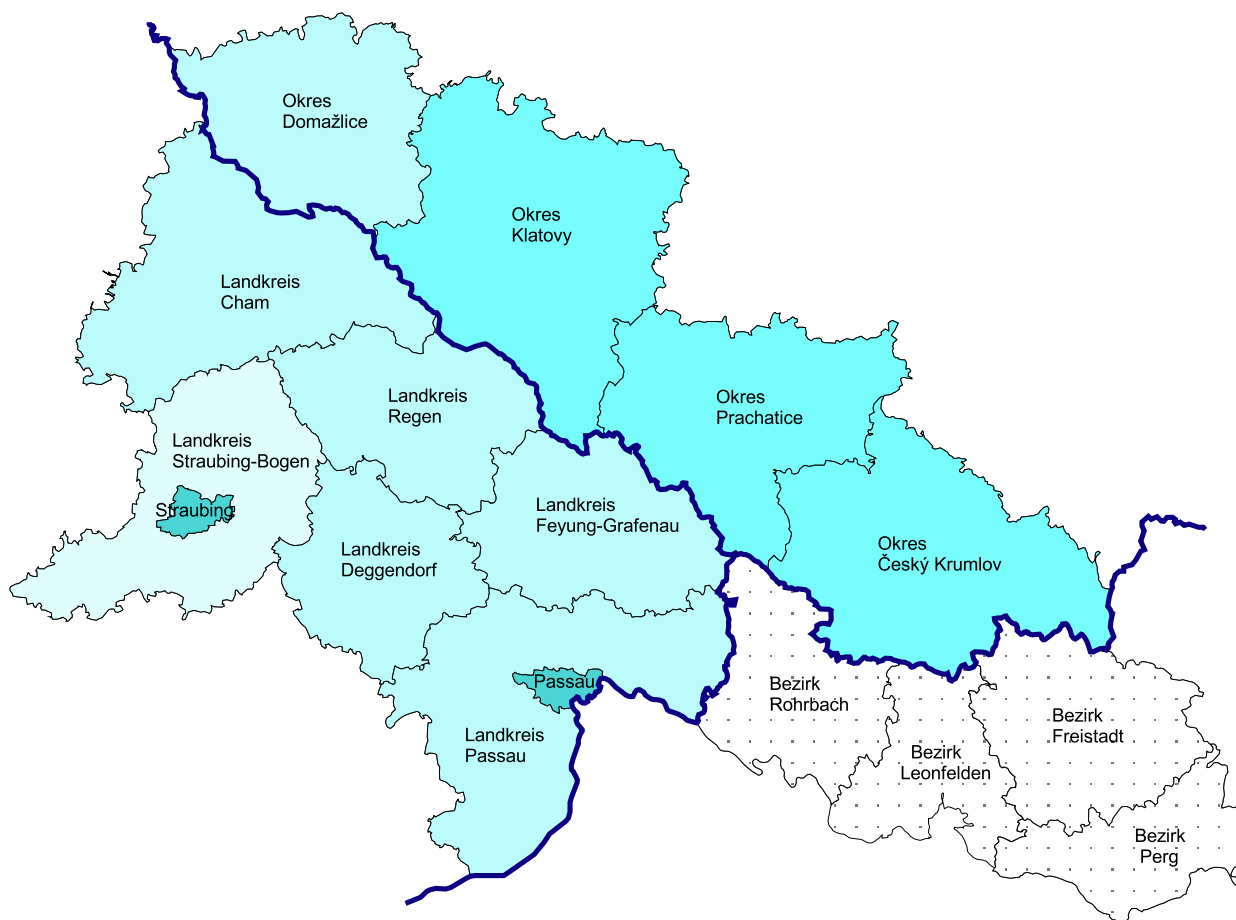 Okres
Domažlice
Okres
Klatovy
Landkreis
Cham
Landkreis
Regen
Okres
Prachatice
Landkreis
Straubing-Bogen
Straubing
Landkreis
Feyung-Grafenau
Landkreis
Deggendorf
Okres
Český Krumlov
Passau
Bezirk
Rohrbach
Landkreis
Passau
Bezirk
Freistadt
Bezirk
Leonfelden
Bezirk
Perg